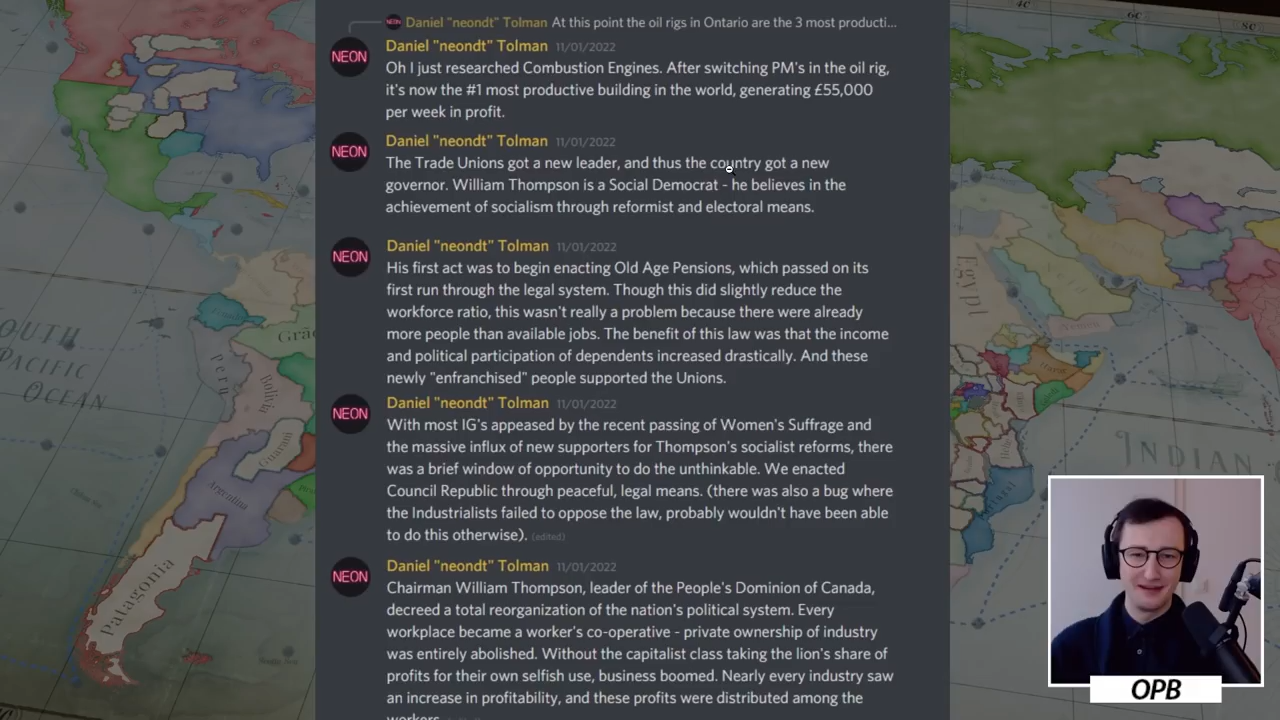 Daniel "neondt" Tolman At this point the oil rigs in Ontario are the 3 most producti...
NEON
Daniel "neondt" Tolman 11/01/2022
Oh I just researched Combustion Engines. After switching PM's in the oil rig,
it's now the #1 most productive building in the world, generating £55,000
per week in profit.
NEON
Daniel "neondt" Tolman 11/01/2022
The Trade Unions got a new leader, and thus the country got a new
governor. William Thompson is a Social Democrat - he believes in the
achievement of socialism through reformist and electoral means.
NEON
Daniel "neondt" Tolman 11/01/2022
His first act was to begin enacting Old Age Pensions, which passed on its
first run through the legal system. Though this did slightly reduce the
workforce ratio, this wasn't really a problem because there were already
more people than available jobs. The benefit of this law was that the income
and political participation of dependents increased drastically. And these
newly "enfranchised" people supported the Unions.
NEON
Daniel "neondt" Tolman 11/01/2022
With most IG's appeased by the recent passing of Women's Suffrage and
the massive influx of new supporters for Thompson's socialist reforms, there
was a brief window of opportunity to do the unthinkable. We enacted
Council Republic through peaceful, legal means. (there was also a bug where
the Industrialists failed to oppose the law, probably wouldn't have been able
to do this otherwise). (edited)
NEON
Daniel "neondt" Tolman 11/01/2022
Chairman William Thompson, leader of the People's Dominion of Canada,
decreed a total reorganization of the nation's political system. Every
workplace became a worker's co-operative - private ownership of industry
was entirely abolished. Without the capitalist class taking the lion's share of
profits for their own selfish use, business boomed. Nearly every industry saw
an increase in profitability, and these profits were distributed among the
workers
SOUTH
PACIFIC
OCEAN
Peru
Bolivia
Guarani
Argentina
Patagonia
Egypt
INDIAN
OPB